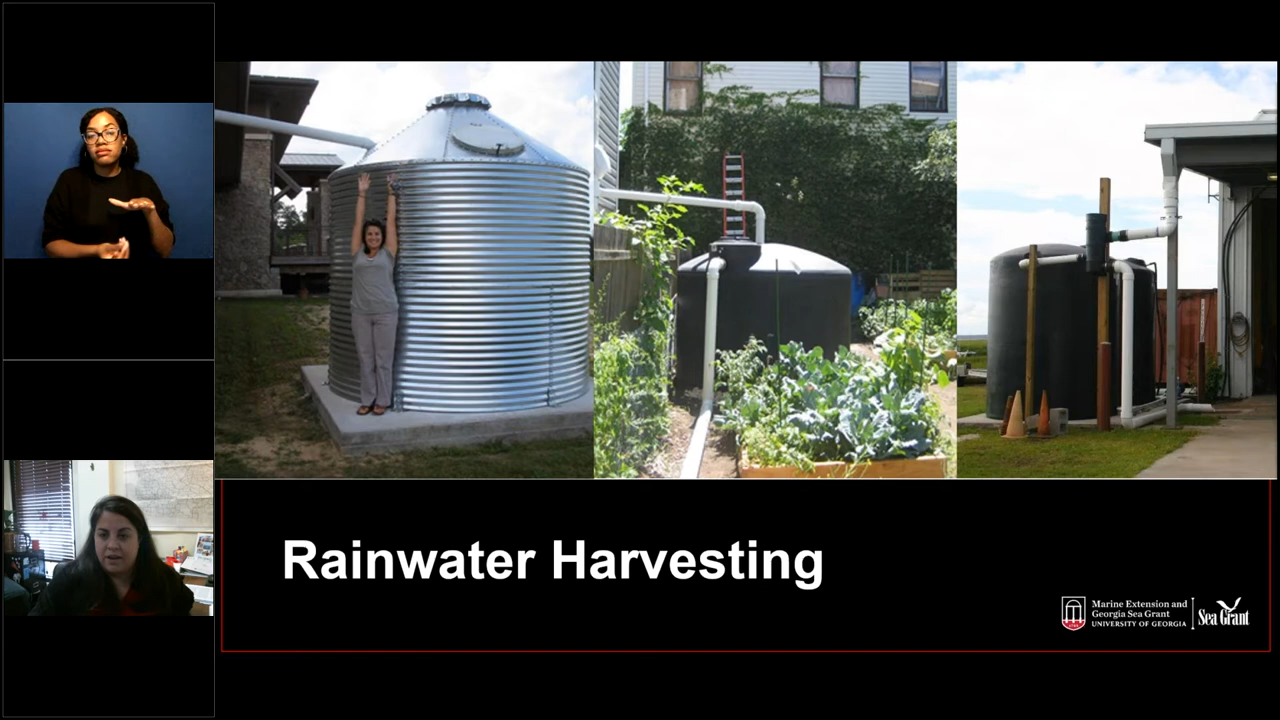 Rainwater Harvesting
Marine Extension and
Georgia Sea Grant
UNIVERSITY OF GEORGIA
Sea Grant